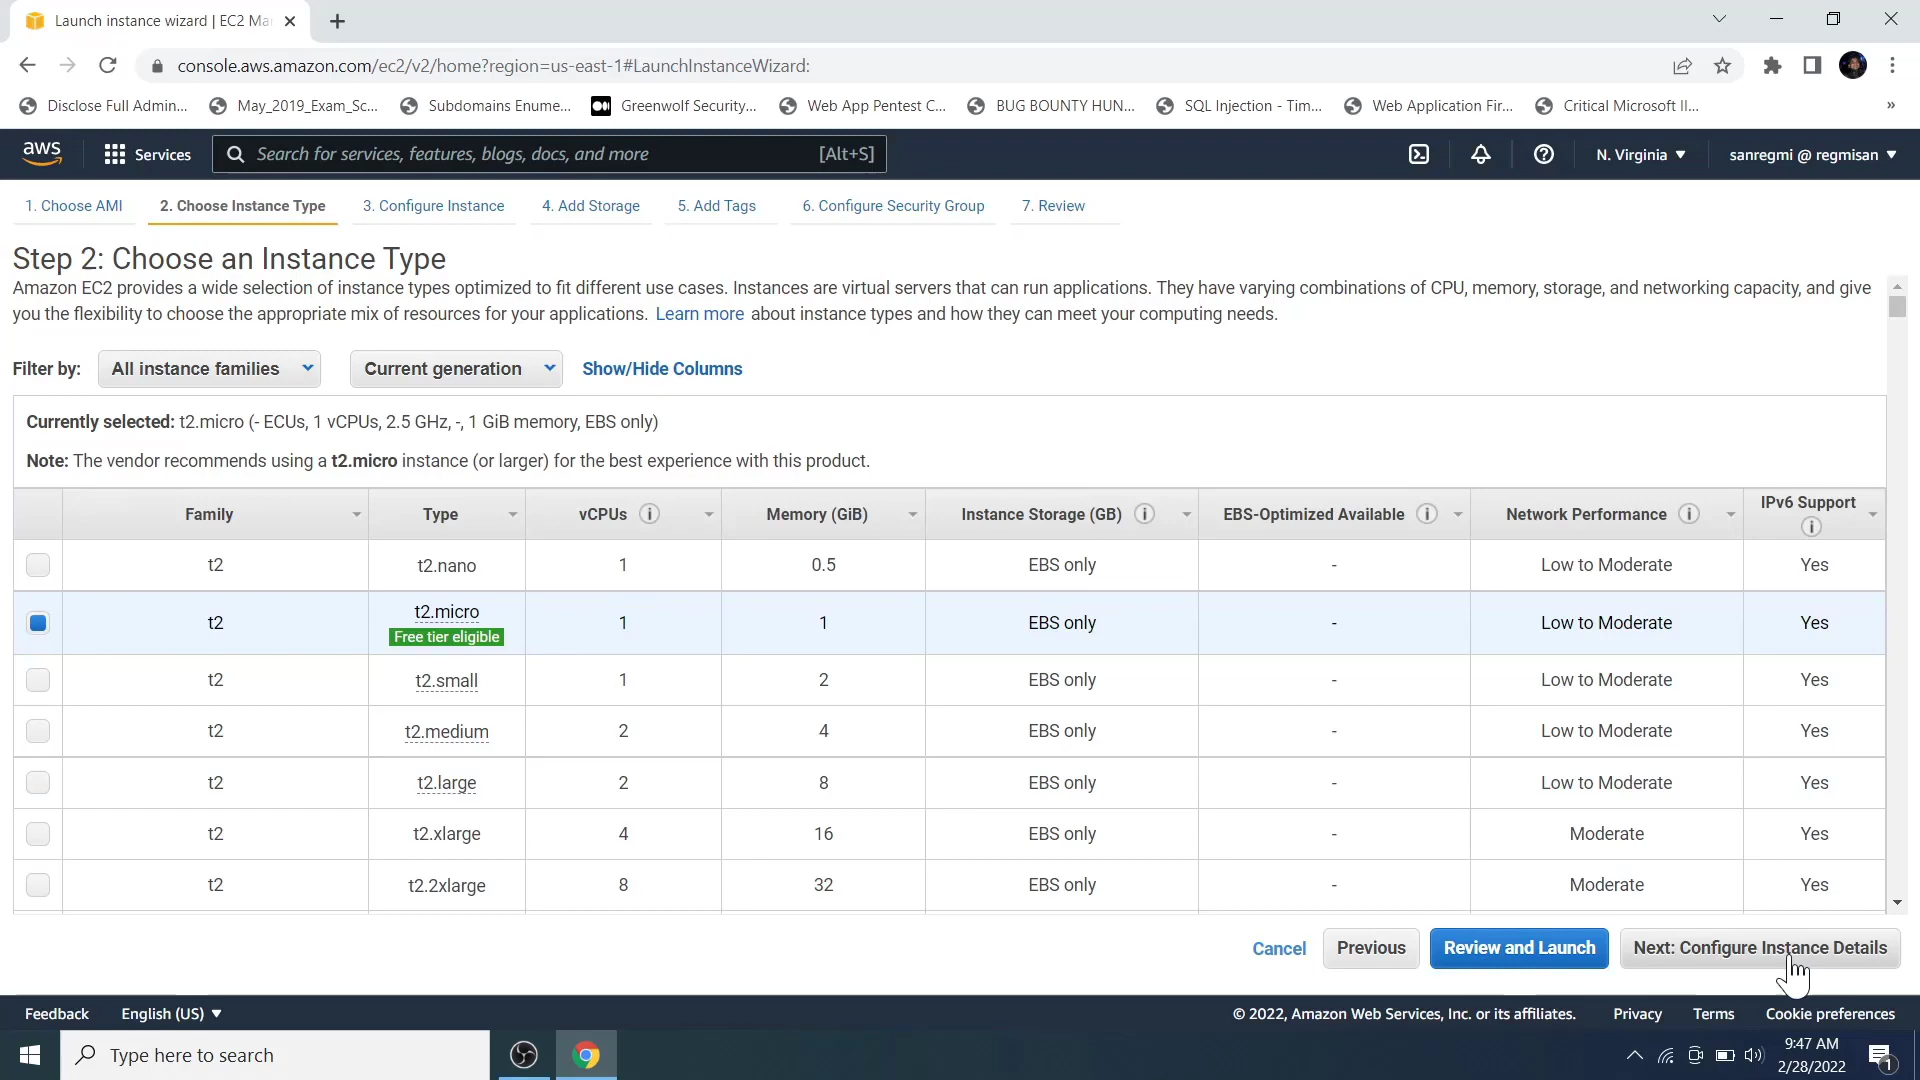 Launch instance wizard | EC2 Ma
console.aws.amazon.com/ec2/v2/home?region=us-east-1#LaunchInstanceWizard:
Disclose Full Admin... May_2019_Exam_Sc... Subdomains Enume... Greenwolf Security,... Web App Pentest C... BUG BOUNTY HUN... SQL Injection - Tim... Web Application Fir... Critical Microsoft II... »
aws Services Search for services, features, blogs, docs, and more [Alt+S] N. Virginia ▼ sanregmi @ regmisan ▼
1. Choose AMI 2. Choose Instance Type 3. Configure Instance 4. Add Storage 5. Add Tags 6. Configure Security Group 7. Review
Step 2: Choose an Instance Type
Amazon EC2 provides a wide selection of instance types optimized to fit different use cases. Instances are virtual servers that can run applications. They have varying combinations of CPU, memory, storage, and networking capacity, and give
you the flexibility to choose the appropriate mix of resources for your applications. Learn more about instance types and how they can meet your computing needs.
Filter by: All instance families Current generation Show/Hide Columns
Currently selected: t2.micro (- ECUs, 1 vCPUs, 2.5 GHz, -, 1 GiB memory, EBS only)
Note: The vendor recommends using a t2.micro instance (or larger) for the best experience with this product.
Family Type vCPUs Memory (GiB) Instance Storage (GB) EBS-Optimized Available Network Performance IPv6 Support
t2 t2.nano 1 0.5 EBS only - Low to Moderate Yes
t2 t2.micro 1 1 EBS only - Low to Moderate Yes
Free tier eligible
t2 t2.small 1 2 EBS only - Low to Moderate Yes
t2 t2.medium 2 4 EBS only - Low to Moderate Yes
t2 t2.large 2 8 EBS only - Low to Moderate Yes
t2 t2.xlarge 4 16 EBS only - Moderate Yes
t2 t2.2xlarge 8 32 EBS only - Moderate Yes
Cancel Previous Review and Launch Next: Configure Instance Details
Feedback English (US) ▼ © 2022, Amazon Web Services, Inc. or its affiliates. Privacy Terms Cookie preferences
Type here to search 9:47 AM
2/28/2022 1